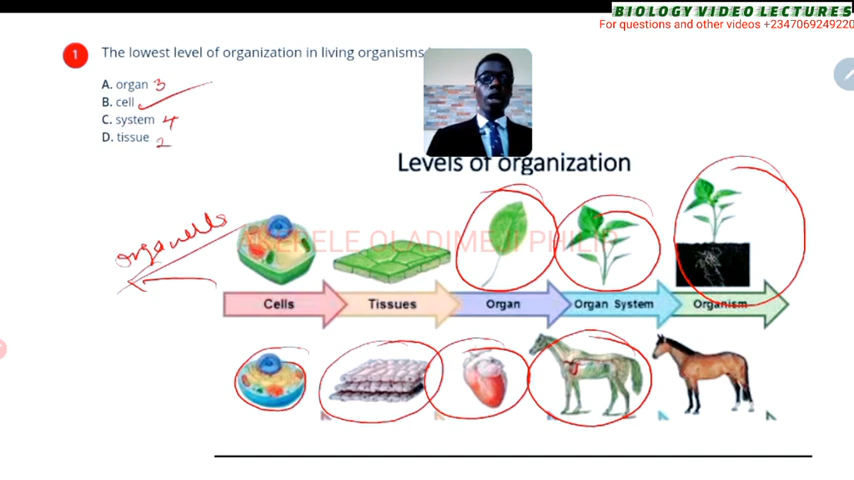 BIOLOGY VIDEO LECTURES
For questions and other videos +2347069249220
1 The lowest level of organization in living organisms
A. organ 3
B. cell
C. system 4
D. tissue 2
Levels of organization
organells
Cells
Tissues
Organ
Organ System
Organism